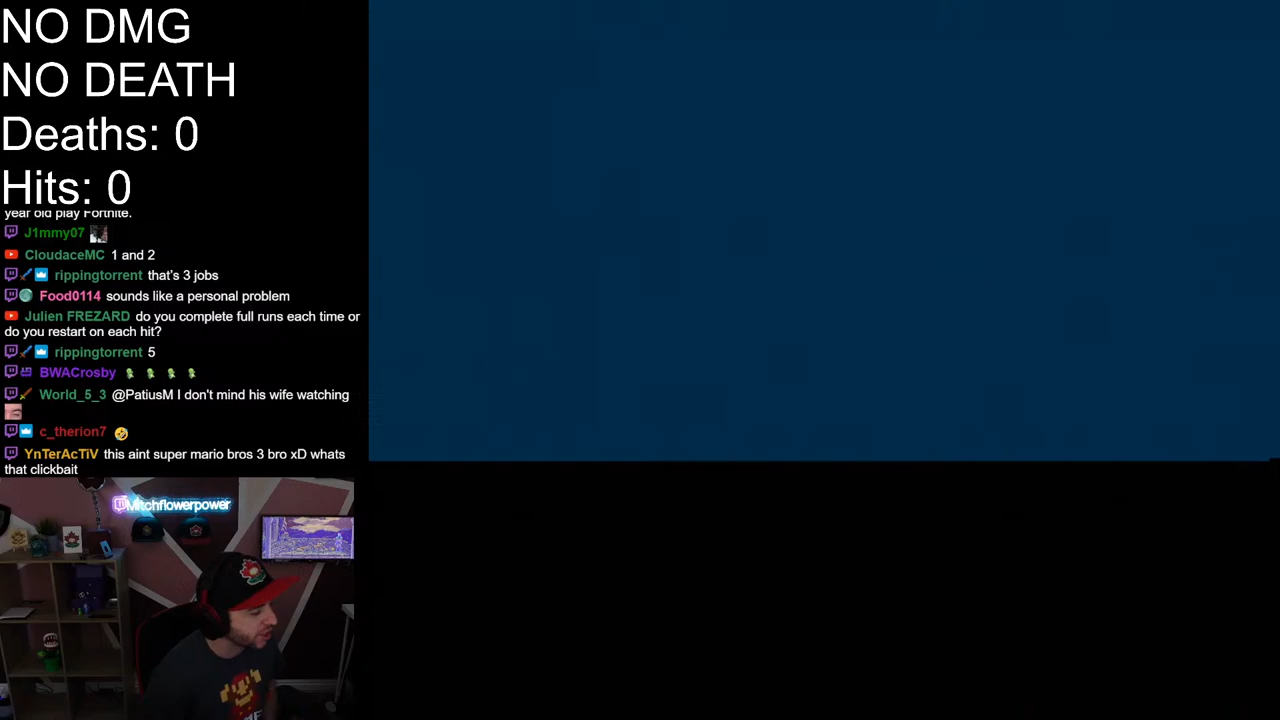 NO DMG
NO DEATH
Deaths: 0
Hits: 0
year old play Fortnite.
J1mmy07
CloudaceMC 1 and 2
rippingtorrent that's 3 jobs
Food0114 sounds like a personal problem
Julien FREZARD do you complete full runs each time or
do you restart on each hit?
rippingtorrent 5
BWACrosby
World_5_3 @PatiusM I don't mind his wife watching
c_therion7
YnTerAcTiV this aint super mario bros 3 bro xD whats
that clickbait
Mitchflowerpower